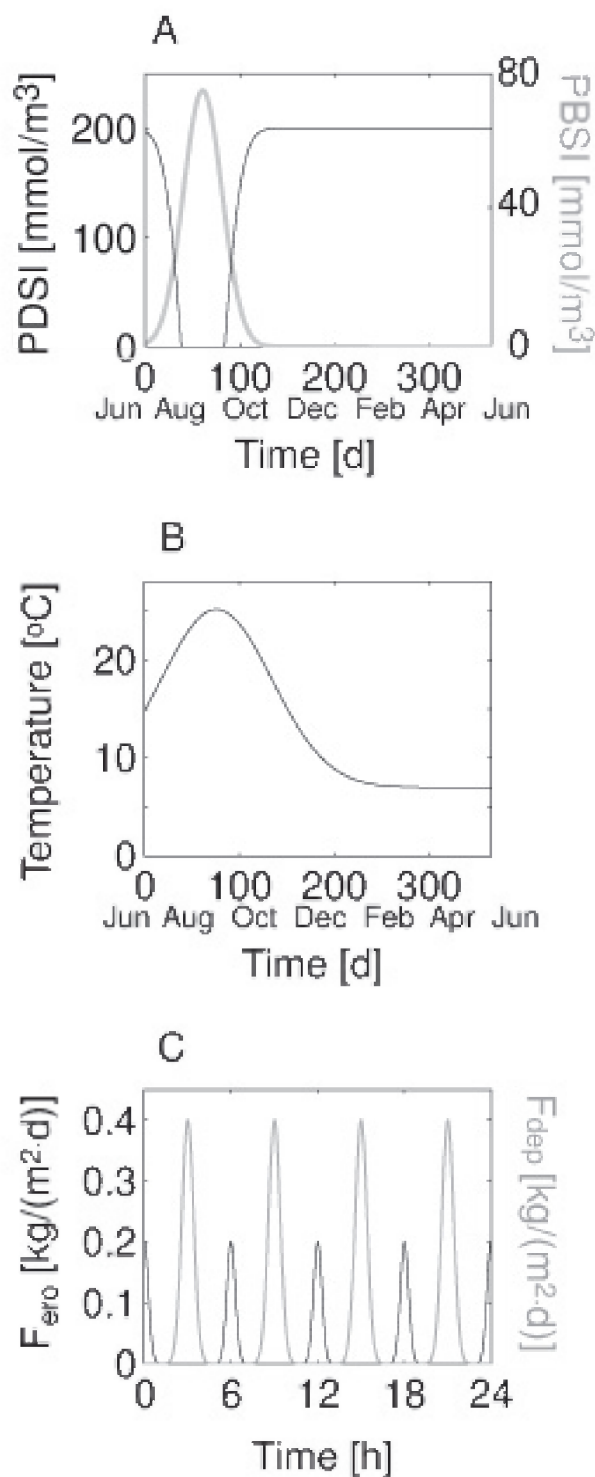 A
PDSI [mmol/m³]
200
100
0
80
40
0
PBSI [mmol/m³]
0 100 200 300
Jun Aug Oct Dec Feb Apr Jun
Time [d]
B
Temperature [ºC]
20
10
0
0 100 200 300
Jun Aug Oct Dec Feb Apr Jun
Time [d]
C
Fero [kg/(m²·d)]
0.4
0.3
0.2
0.1
0
Fdep [kg/(m²·d)]
0 6 12 18 24
Time [h]